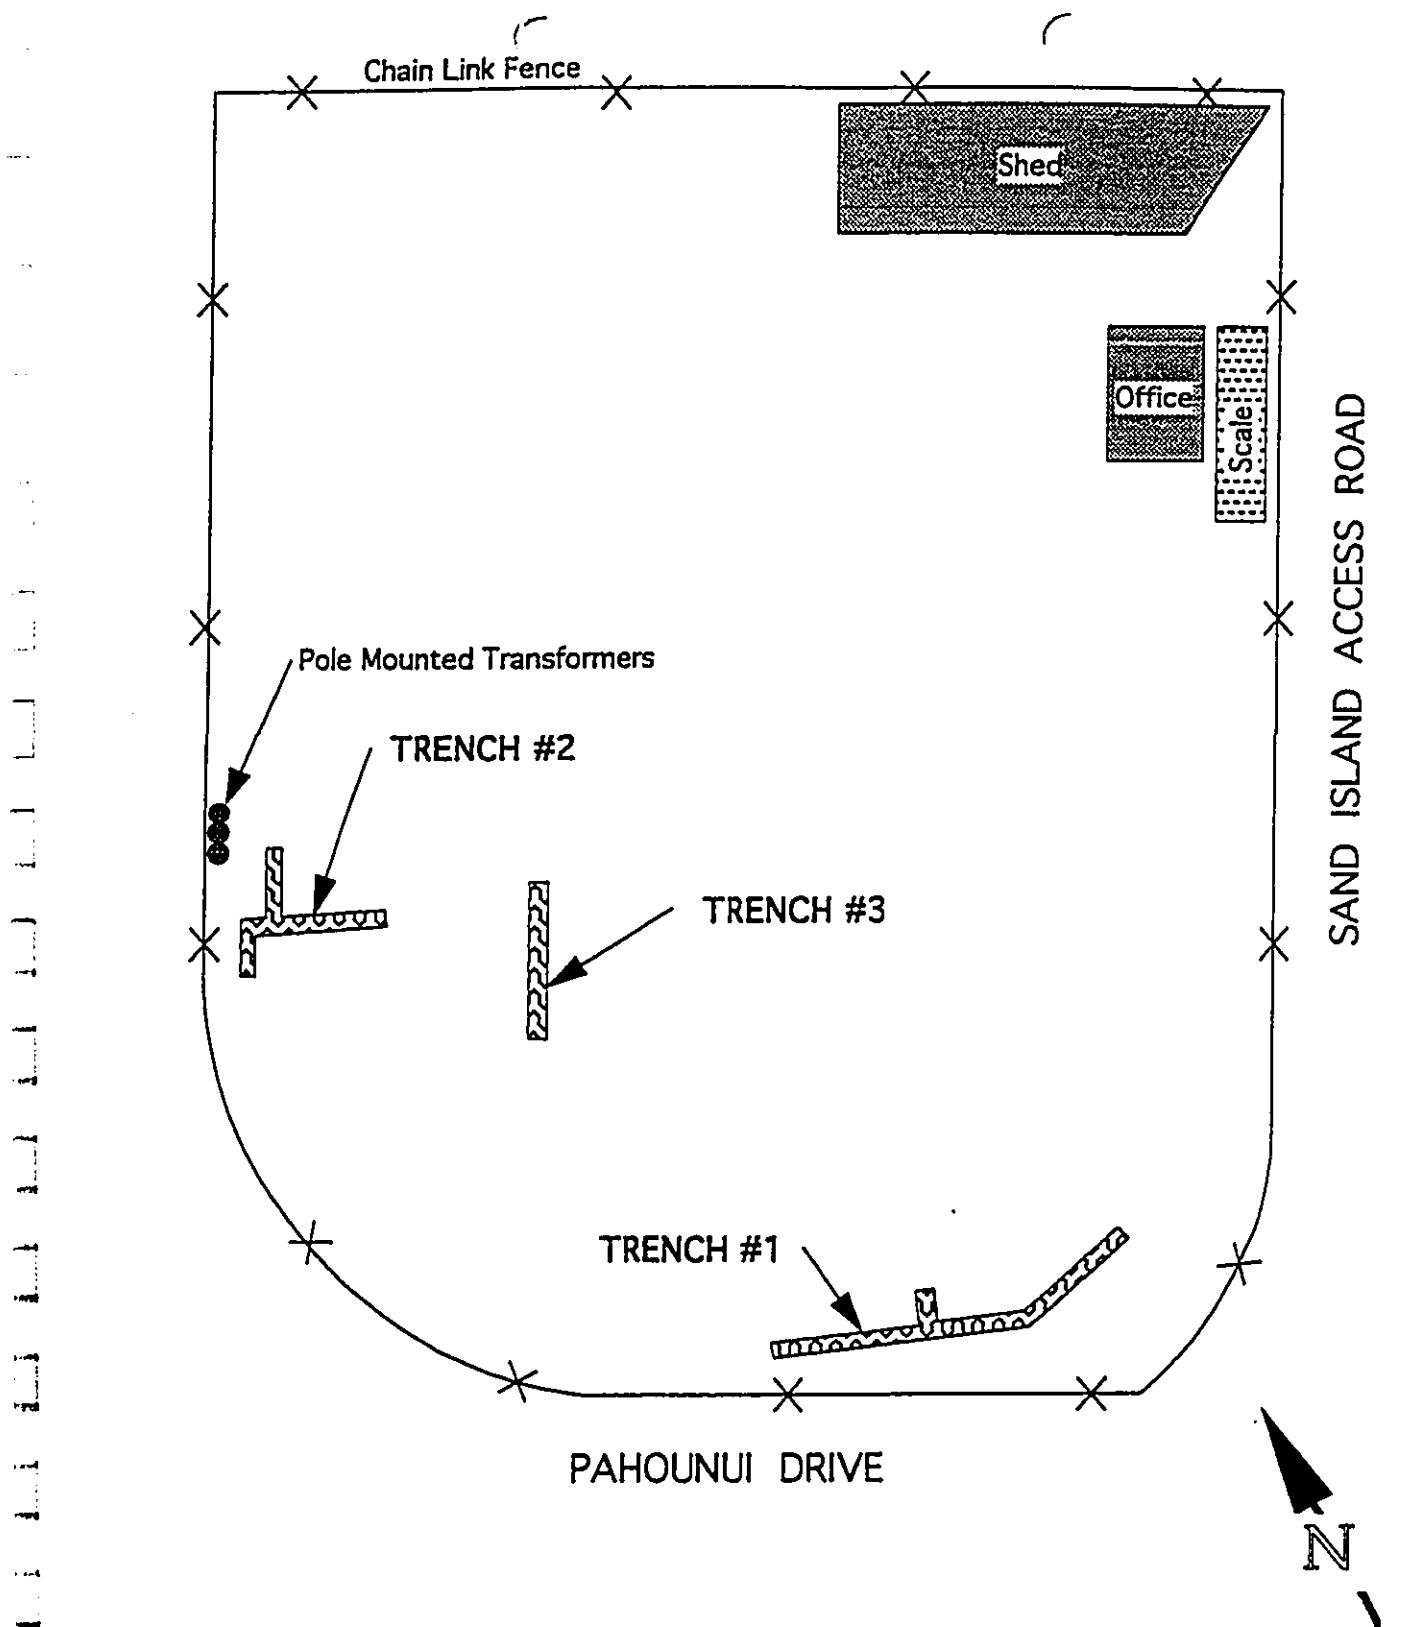 Chain Link Fence
Shed
Office
Scale
SAND ISLAND ACCESS ROAD
Pole Mounted Transformers
TRENCH #2
TRENCH #3
TRENCH #1
PAHOUNUI DRIVE
N